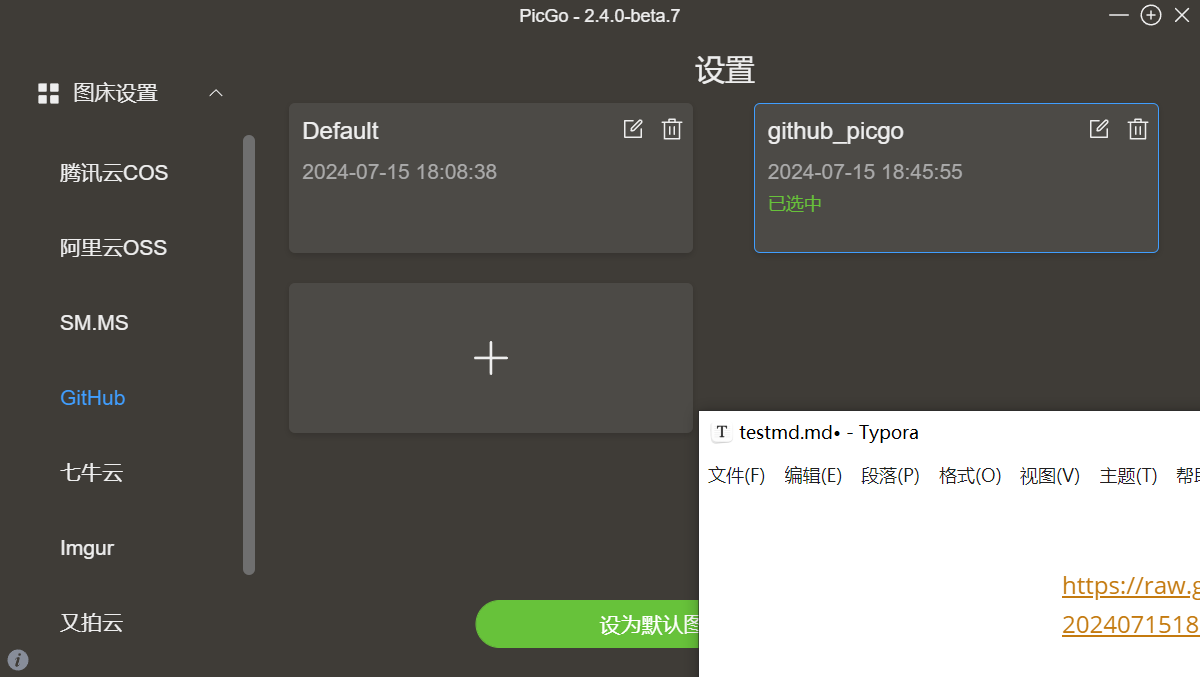 PicGo - 2.4.0-beta.7
设置
图床设置
腾讯云COS
阿里云OSS
SM.MS
GitHub
七牛云
Imgur
又拍云
Default
2024-07-15 18:08:38
github_picgo
2024-07-15 18:45:55
已选中
设为默认图
testmd.md• - Typora
文件(F) 编辑(E) 段落(P) 格式(O) 视图(V) 主题(T) 帮助
https://raw.g
2024071518